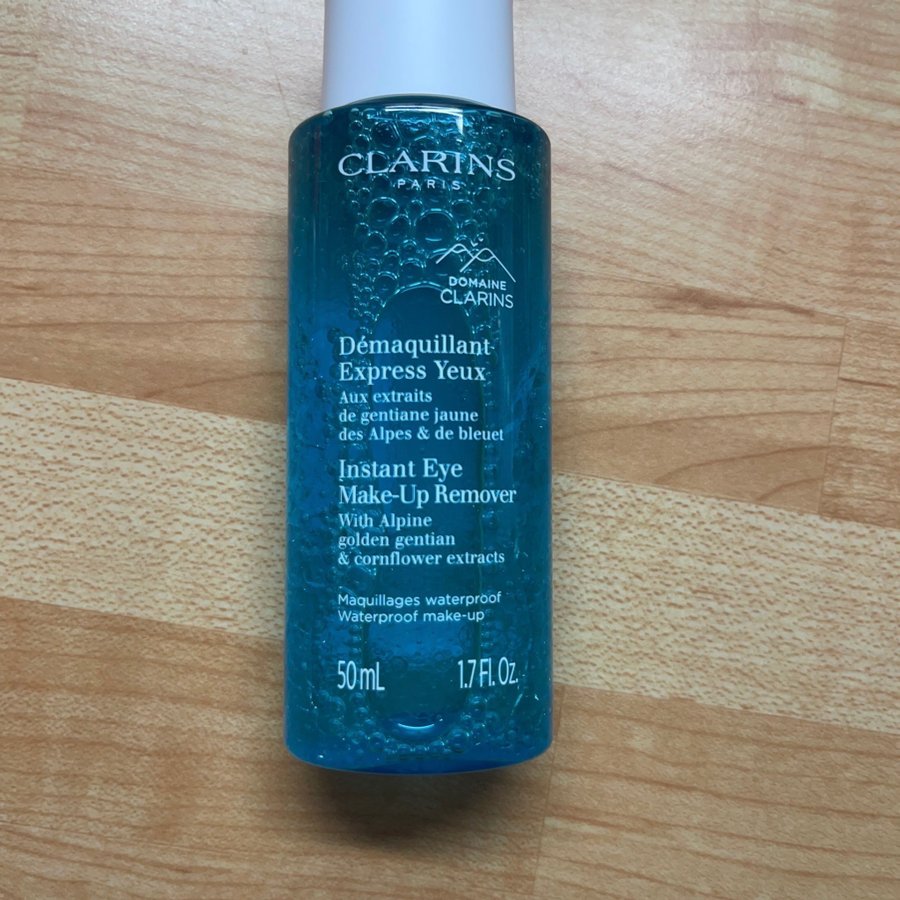 CLARINS
PARIS
DOMAINE
CLARINS
Démaquillant
Express Yeux
Aux extraits
de gentiane jaune
des Alpes & de bleuet
Instant Eye
Make-Up Remover
With Alpine
golden gentian
& cornflower extracts
Maquillages waterproof
Waterproof make-up
50 mL 1.7 Fl. Oz.